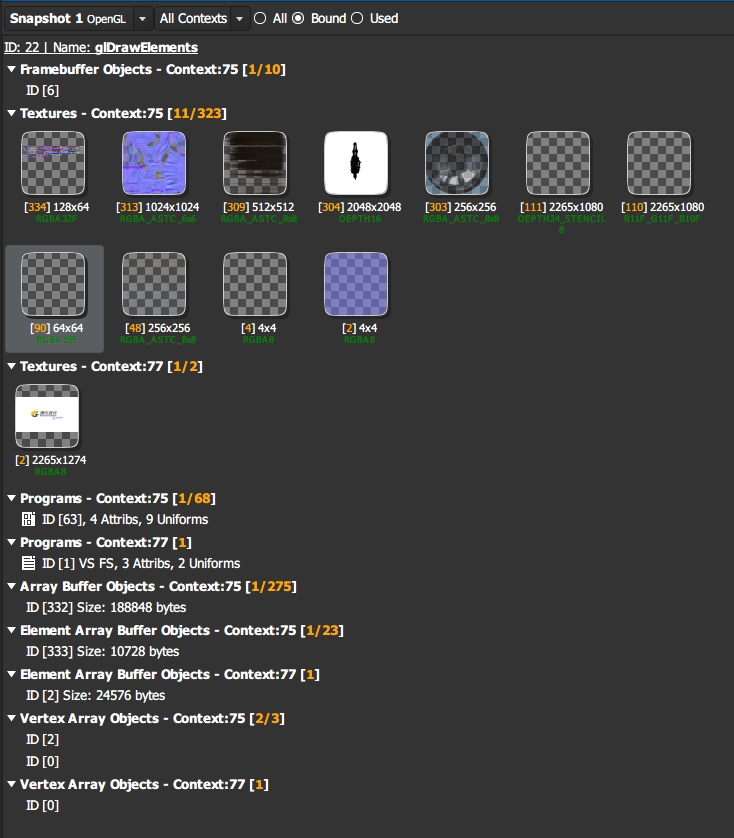 Snapshot 1 OpenGL All Contexts All Bound Used
ID: 22 | Name: glDrawElements
Framebuffer Objects - Context:75 [1/10]
ID [6]
Textures - Context:75 [11/323]
[334] 128x64 [313] 1024x1024 [309] 512x512 [304] 2048x2048 [303] 256x256 [111] 2265x1080 [110] 2265x1080
RGBA32F RGBA_ASTC_6x6 RGBA_ASTC_8x8 DEPTH16 RGBA_ASTC_8x8 DEPTH24_STENCIL R11F_G11F_B10F
8
[90] 64x64 [48] 256x256 [4] 4x4 [2] 4x4
RGBA16F RGBA_ASTC_8x8 RGBA8 RGBA8
Textures - Context:77 [1/2]
[2] 2265x1274
RGBA8
Programs - Context:75 [1/68]
ID [63], 4 Attribs, 9 Uniforms
Programs - Context:77 [1]
ID [1] VS FS, 3 Attribs, 2 Uniforms
Array Buffer Objects - Context:75 [1/275]
ID [332] Size: 188848 bytes
Element Array Buffer Objects - Context:75 [1/23]
ID [333] Size: 10728 bytes
Element Array Buffer Objects - Context:77 [1]
ID [2] Size: 24576 bytes
Vertex Array Objects - Context:75 [2/3]
ID [2]
ID [0]
Vertex Array Objects - Context:77 [1]
ID [0]